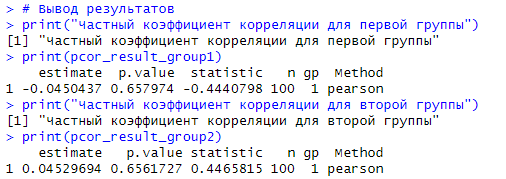 > # Вывод результатов
> print("Частный коэффициент корреляции для первой группы")
[1] "Частный коэффициент корреляции для первой группы"
> print(pcor_result_group1)
    estimate  p.value  statistic   n gp  Method
1 -0.0450437 0.657974 -0.4440798 100  1 pearson
> print("Частный коэффициент корреляции для второй группы")
[1] "Частный коэффициент корреляции для второй группы"
> print(pcor_result_group2)
    estimate   p.value statistic   n gp  Method
1 0.04529694 0.6561727 0.4465815 100  1 pearson